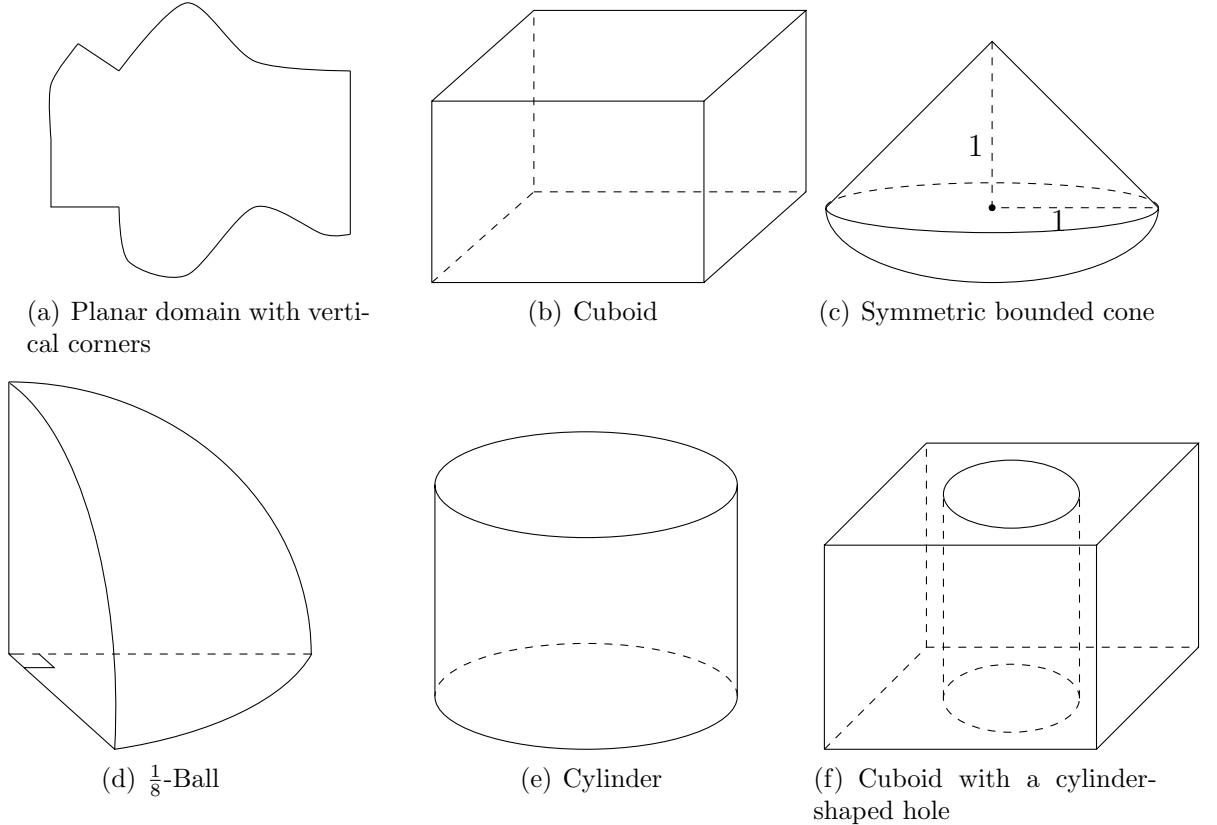 1
1
(a) Planar domain with verti-
cal corners
(b) Cuboid
(c) Symmetric bounded cone
(d) 1/8-Ball
(e) Cylinder
(f) Cuboid with a cylinder-
shaped hole